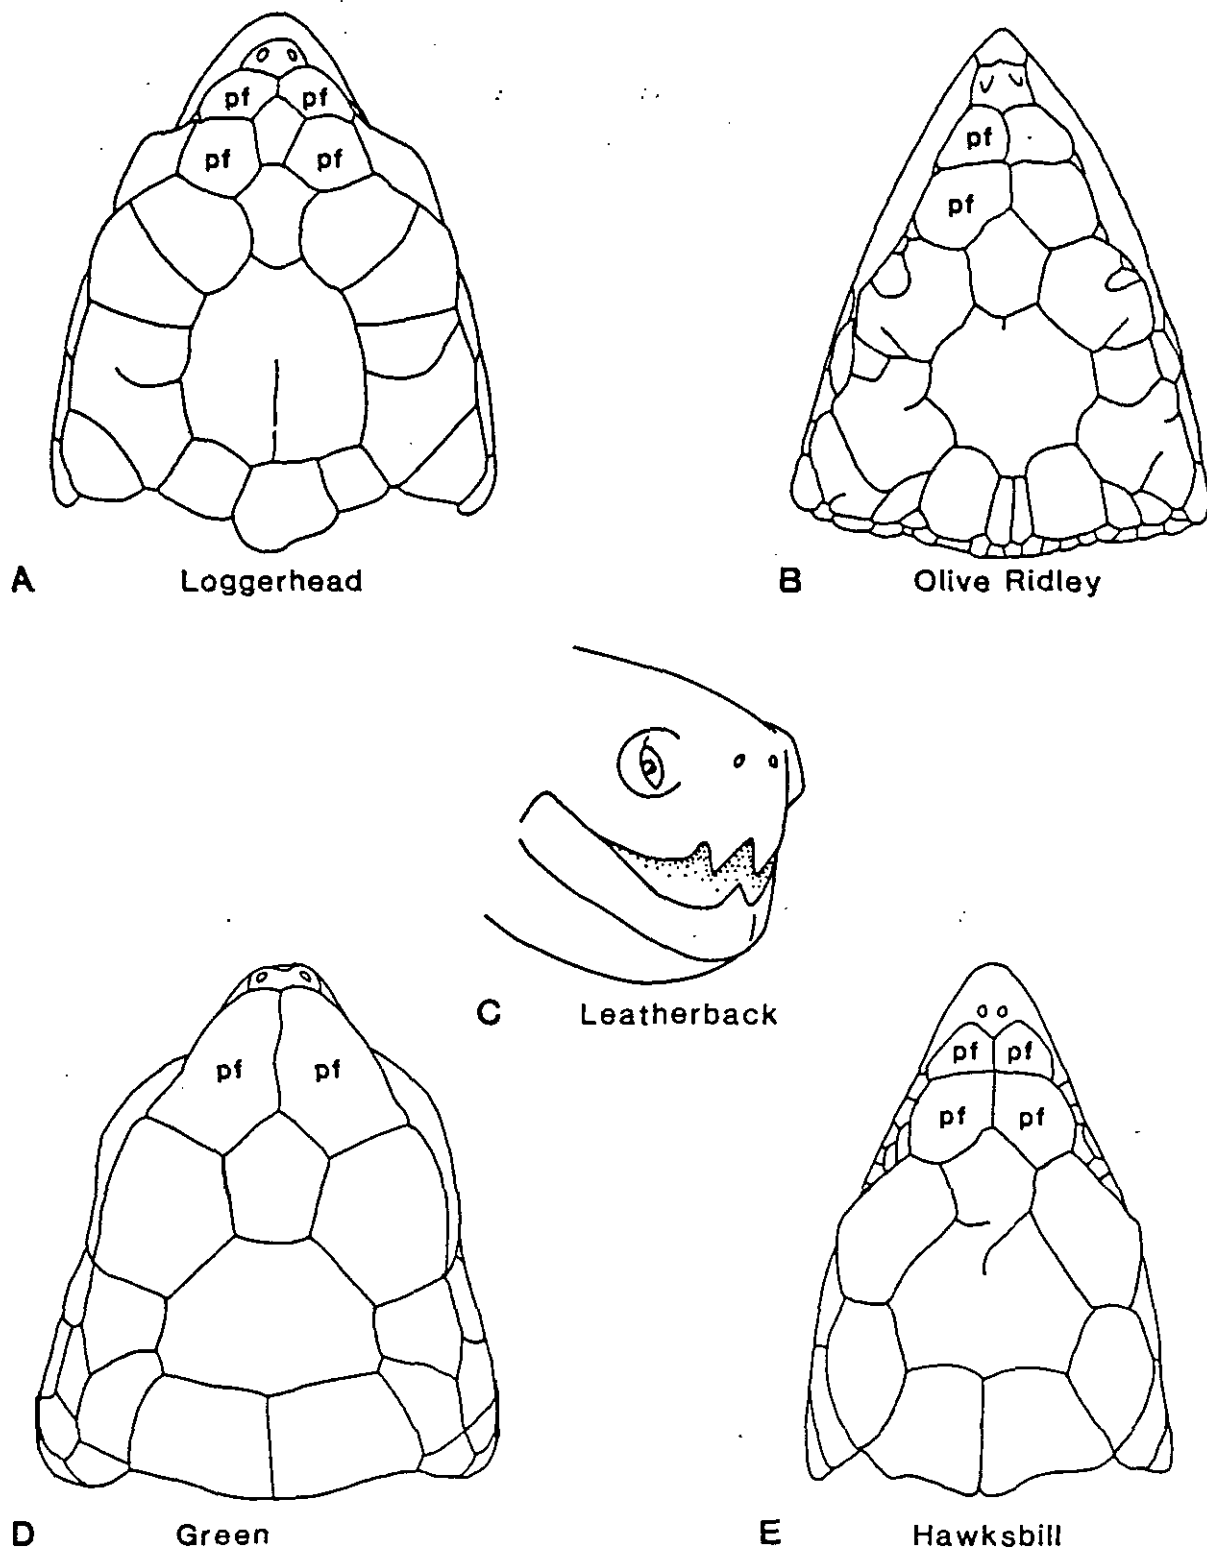 pf pf
pf pf
A Loggerhead
pf
pf
B Olive Ridley
C Leatherback
pf pf
D Green
pf pf
pf pf
E Hawksbill